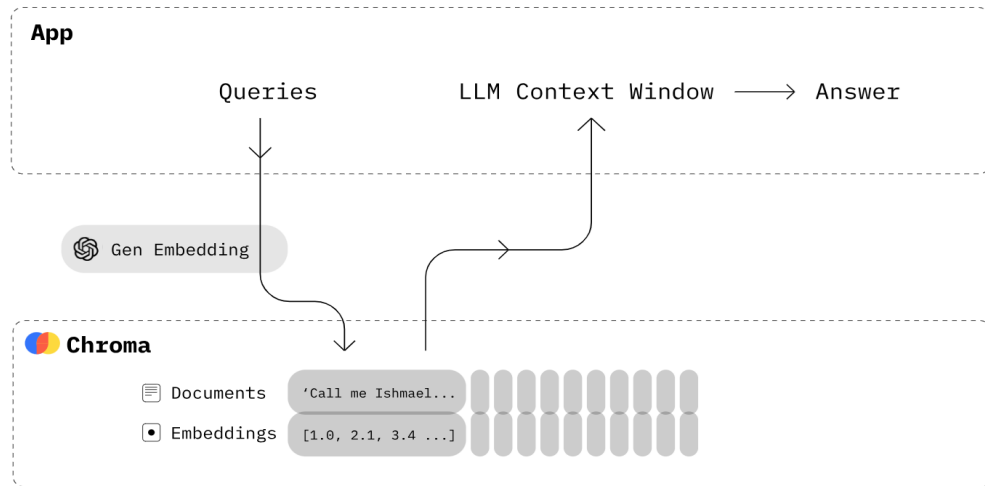 App
Queries
LLM Context Window
Answer
Gen Embedding
Chroma
Documents
‘Call me Ishmael...
Embeddings
[1.0, 2.1, 3.4 ...]